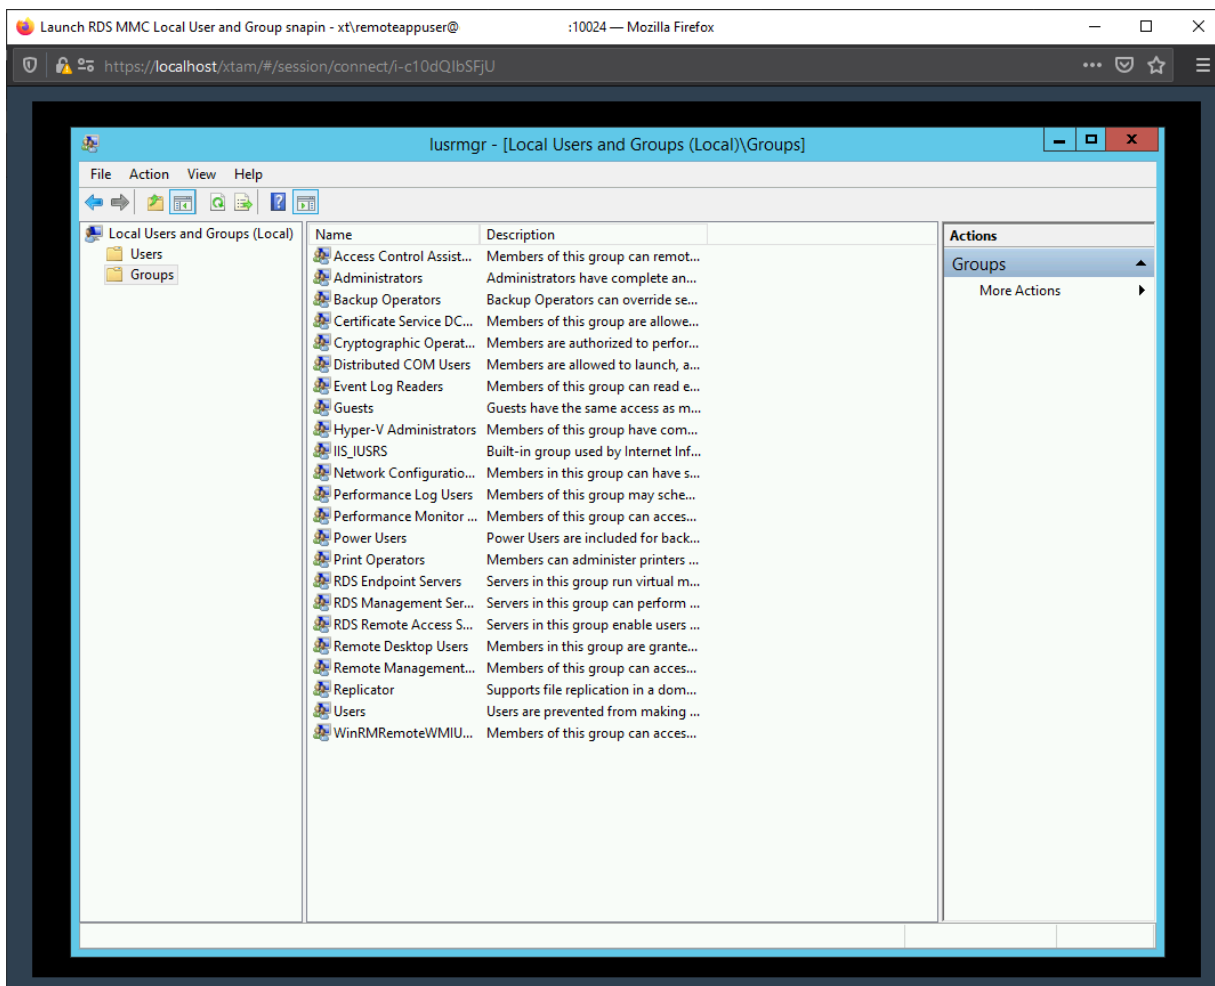 Launch RDS MMC Local User and Group snapin - xt\remoteappuser@ :10024 — Mozilla Firefox
https://localhost/xtam/#/session/connect/i-c10dQIbSFjU
lusrmgr - [Local Users and Groups (Local)\Groups]
File Action View Help
Local Users and Groups (Local)
Users
Groups
Name Description
Access Control Assist... Members of this group can remot...
Administrators Administrators have complete an...
Backup Operators Backup Operators can override se...
Certificate Service DC... Members of this group are allowe...
Cryptographic Operat... Members are authorized to perfor...
Distributed COM Users Members are allowed to launch, a...
Event Log Readers Members of this group can read e...
Guests Guests have the same access as m...
Hyper-V Administrators Members of this group have com...
IIS_IUSRS Built-in group used by Internet Inf...
Network Configuratio... Members in this group can have s...
Performance Log Users Members of this group may sche...
Performance Monitor ... Members of this group can acces...
Power Users Power Users are included for back...
Print Operators Members can administer printers ...
RDS Endpoint Servers Servers in this group run virtual m...
RDS Management Ser... Servers in this group can perform ...
RDS Remote Access S... Servers in this group enable users ...
Remote Desktop Users Members in this group are grante...
Remote Management... Members of this group can acces...
Replicator Supports file replication in a dom...
Users Users are prevented from making ...
WinRMRemoteWMIU... Members of this group can acces...
Actions
Groups
More Actions